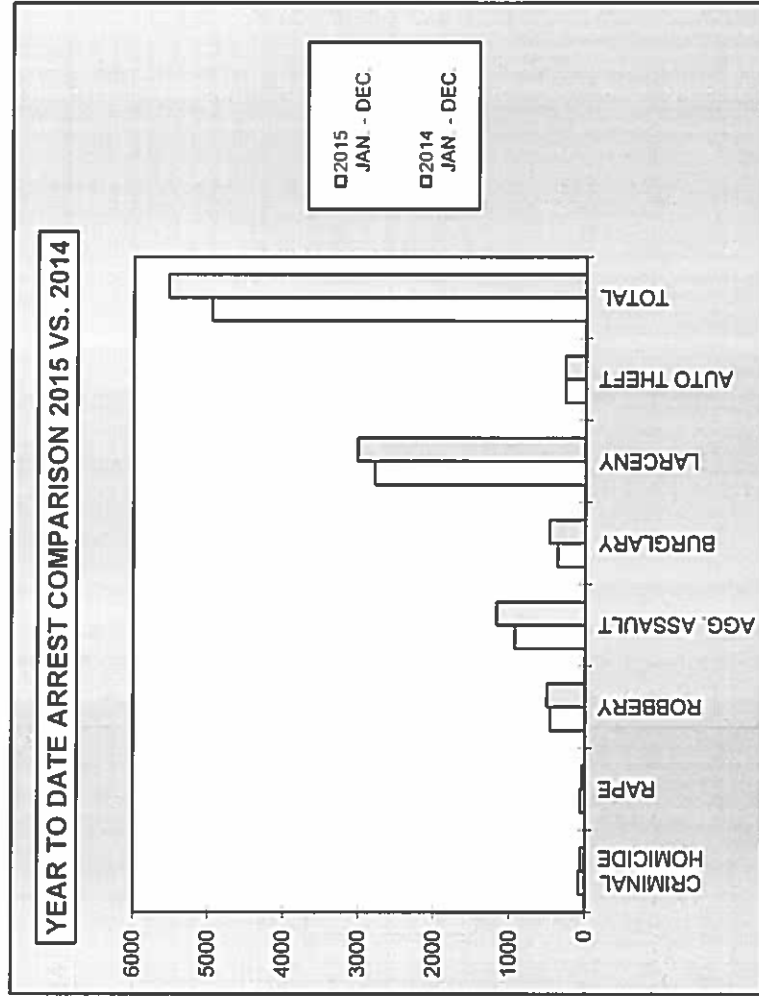 YEAR TO DATE ARREST COMPARISON 2015 VS. 2014
6000
5000
4000
3000
2000
1000
0
CRIMINAL
HOMICIDE
RAPE
ROBBERY
AGG. ASSAULT
BURGLARY
LARCENY
AUTO THEFT
TOTAL
2015
JAN. - DEC.
2014
JAN. - DEC.